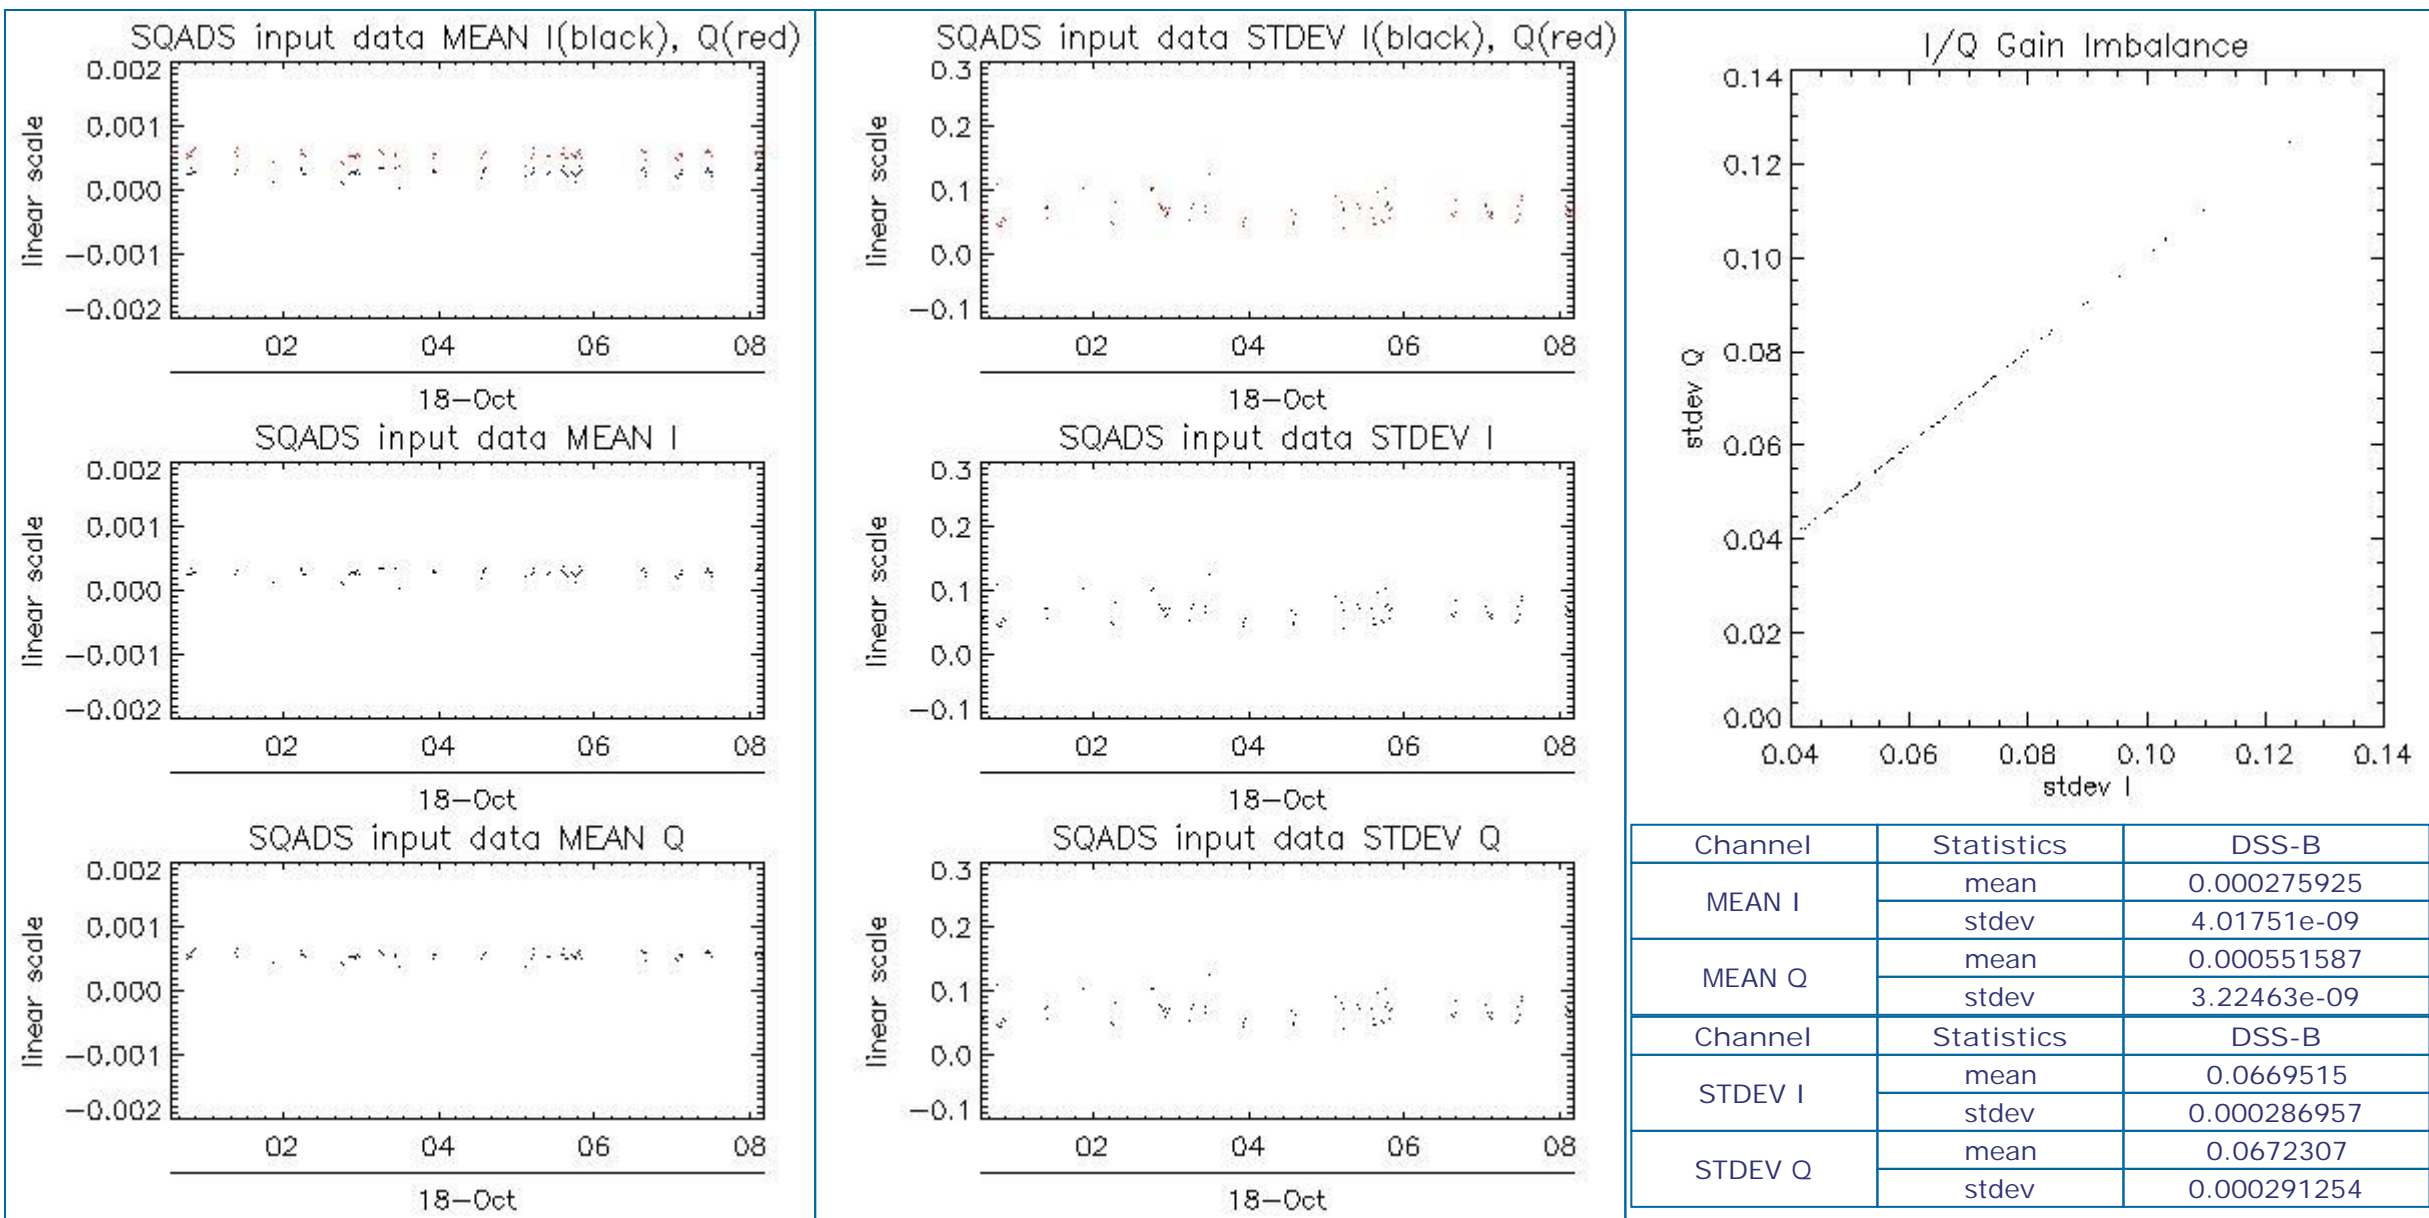 SQADS input data MEAN I(black), Q(red)
0.002
0.001
0.000
-0.001
-0.002
linear scale
02 04 06 08
18-Oct
SQADS input data MEAN I
0.002
0.001
0.000
-0.001
-0.002
linear scale
02 04 06 08
18-Oct
SQADS input data MEAN Q
0.002
0.001
0.000
-0.001
-0.002
linear scale
02 04 06 08
18-Oct
SQADS input data STDEV I(black), Q(red)
0.3
0.2
0.1
0.0
-0.1
linear scale
02 04 06 08
18-Oct
SQADS input data STDEV I
0.3
0.2
0.1
0.0
-0.1
linear scale
02 04 06 08
18-Oct
SQADS input data STDEV Q
0.3
0.2
0.1
0.0
-0.1
linear scale
02 04 06 08
18-Oct
I/Q Gain Imbalance
0.14
0.12
0.10
0.08
0.06
0.04
0.02
0.00
stdev Q
0.04 0.06 0.08 0.10 0.12 0.14
stdev I
Channel Statistics DSS-B
MEAN I mean 0.000275925
stdev 4.01751e-09
MEAN Q mean 0.000551587
stdev 3.22463e-09
Channel Statistics DSS-B
STDEV I mean 0.0669515
stdev 0.000286957
STDEV Q mean 0.0672307
stdev 0.000291254